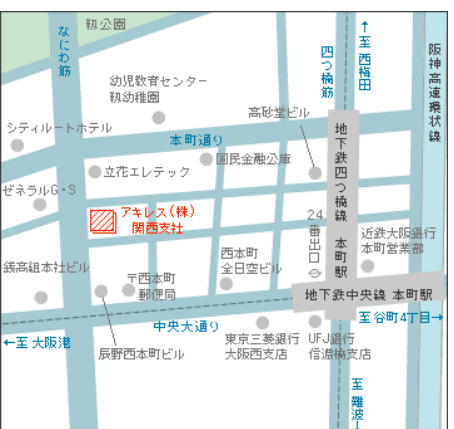 靱公園
なにわ筋
四つ橋筋
↑至 西梅田
阪神高速環状線
幼児教育センター
靱幼稚園
高砂堂ビル
シティルートホテル
本町通り
地下鉄四つ橋線 本町駅
国民金融公庫
立花エレテック
ゼネラルG・S
アキレス(株)
関西支社
24番出口
近鉄大阪銀行
本町営業部
西本町
全日空ビル
銭高組本社ビル
〒西本町
郵便局
地下鉄中央線 本町駅
中央大通り
至谷町4丁目→
←至 大阪港
辰野西本町ビル
東京三菱銀行
大阪西支店
UFJ銀行
信濃橋支店
至 難波↓